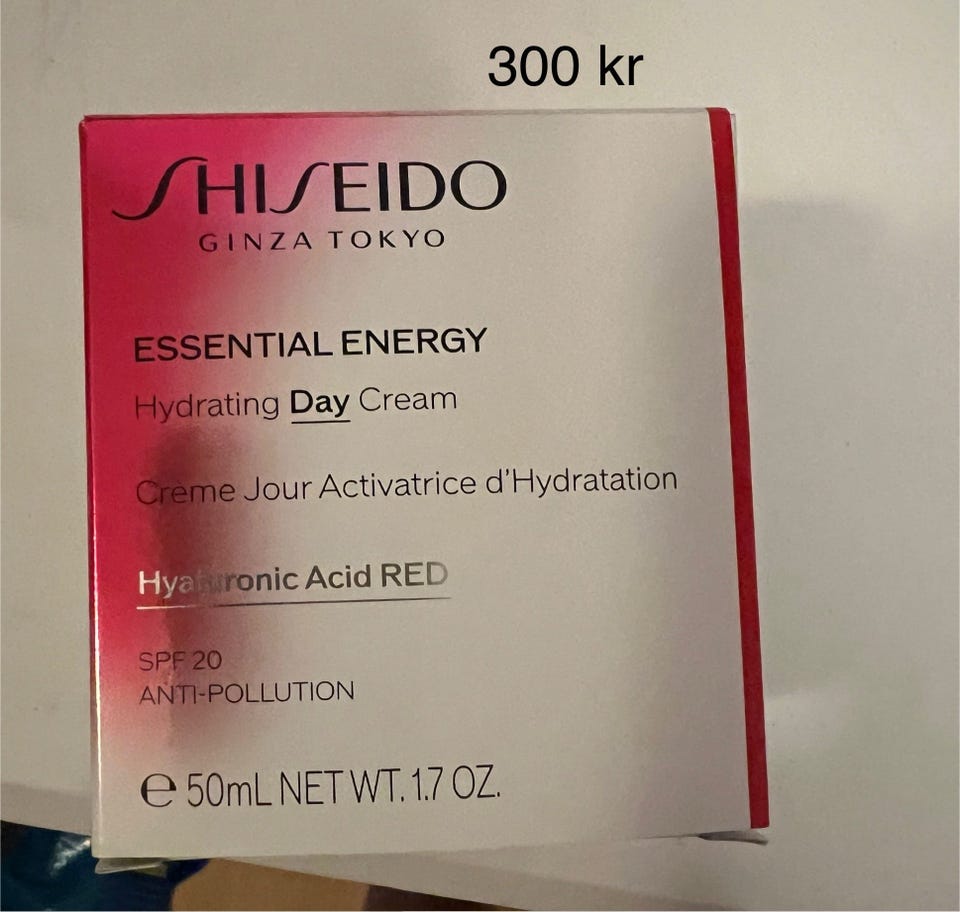 300 kr
SHISEIDO
GINZA TOKYO
ESSENTIAL ENERGY
Hydrating Day Cream
Crème Jour Activatrice d'Hydratation
Hyaluronic Acid RED
SPF 20
ANTI-POLLUTION
℮ 50mL NET WT. 1.7 OZ.